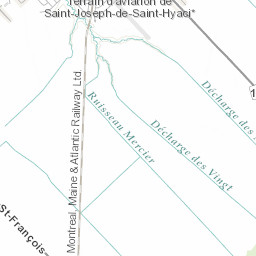 Terrain d'aviation de
Saint-Joseph-de-Saint-Hyaci"
Montreal, Maine & Atlantic Railway Ltd.
Ruisseau Mercier
Décharge des Vingt
Décharge des
1
St-François-